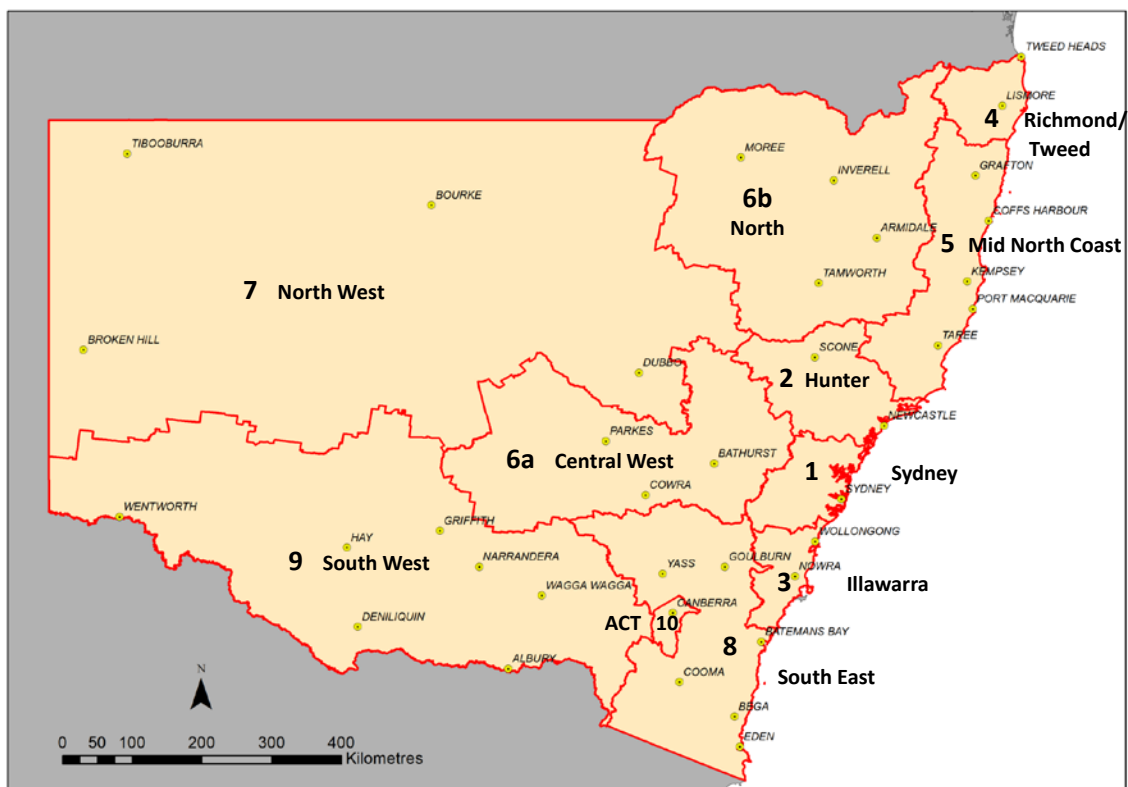 TWEED HEADS
LISMORE
4 Richmond/
Tweed
TIBOOBURRA
MOREE
INVERELL
GRAFTON
6b
North
BOURKE
COFFS HARBOUR
ARMIDALE
5 Mid North Coast
TAMWORTH
KEMPSEY
7 North West
PORT MACQUARIE
BROKEN HILL
SCONE
TAREE
DUBBO
2 Hunter
NEWCASTLE
PARKES
6a Central West
BATHURST
1 Sydney
COWRA
SYDNEY
WENTWORTH
GRIFFITH
WOLLONGONG
HAY
9 South West
NARRANDERA
YASS
GOULBURN
NOWRA
3 Illawarra
WAGGA WAGGA
CANBERRA
ACT 10
DENILIQUIN
8
BATEMANS BAY
ALBURY
COOMA
South East
N
BEGA
EDEN
0 50 100 200 300 400
Kilometres